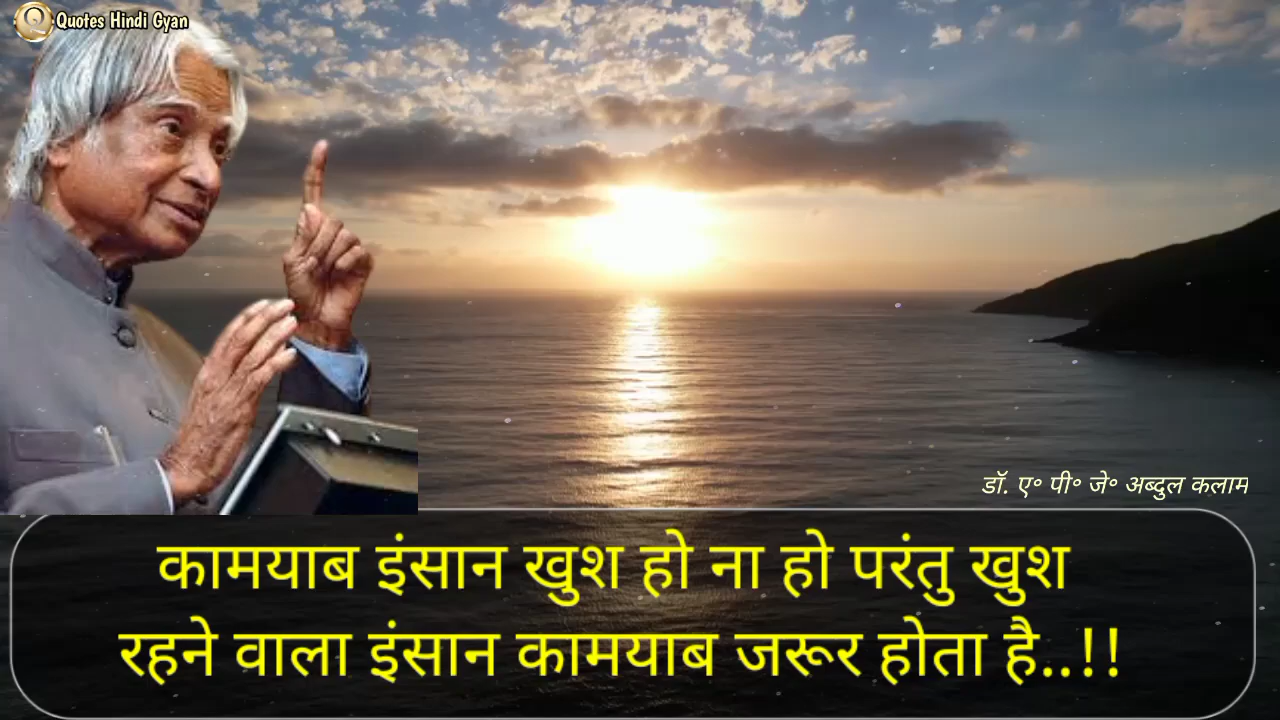 Quotes Hindi Gyan
डॉ. ए॰ पी॰ जे॰ अब्दुल कलाम
कामयाब इंसान खुश हो ना हो परंतु खुश
रहने वाला इंसान कामयाब जरूर होता है..!!